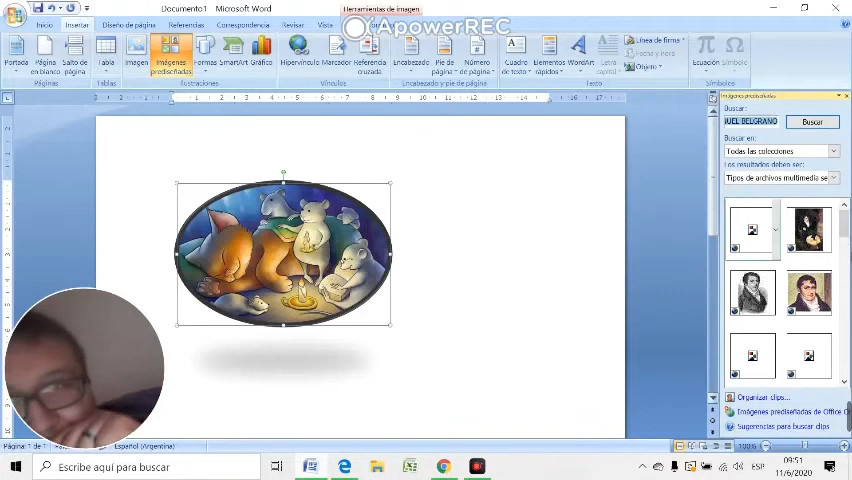 Documento1 - Microsoft Word
Herramientas de imagen
ApowerREC
Inicio
Insertar
Diseño de página
Referencias
Correspondencia
Revisar
Vista
Portada
Página en blanco
Salto de página
Tabla
Imagen
Imágenes prediseñadas
Formas
SmartArt
Gráfico
Hipervínculo
Marcador
Referencia cruzada
Encabezado
Pie de página
Número de página
Cuadro de texto
Elementos rápidos
WordArt
Letra capital
Línea de firma
Fecha y hora
Objeto
Ecuación
Símbolo
Páginas
Tablas
Ilustraciones
Vínculos
Encabezado y pie de página
Texto
Símbolos
Imágenes prediseñadas
Buscar:
UEL BELGRANO
Buscar
Buscar en:
Todas las colecciones
Los resultados deben ser:
Tipos de archivos multimedia se
Organizar clips...
Imágenes prediseñadas de Office O
Sugerencias para buscar clips
Página: 1 de 1
Español (Argentina)
100%
Escribe aquí para buscar
ESP
09:51
11/6/2020